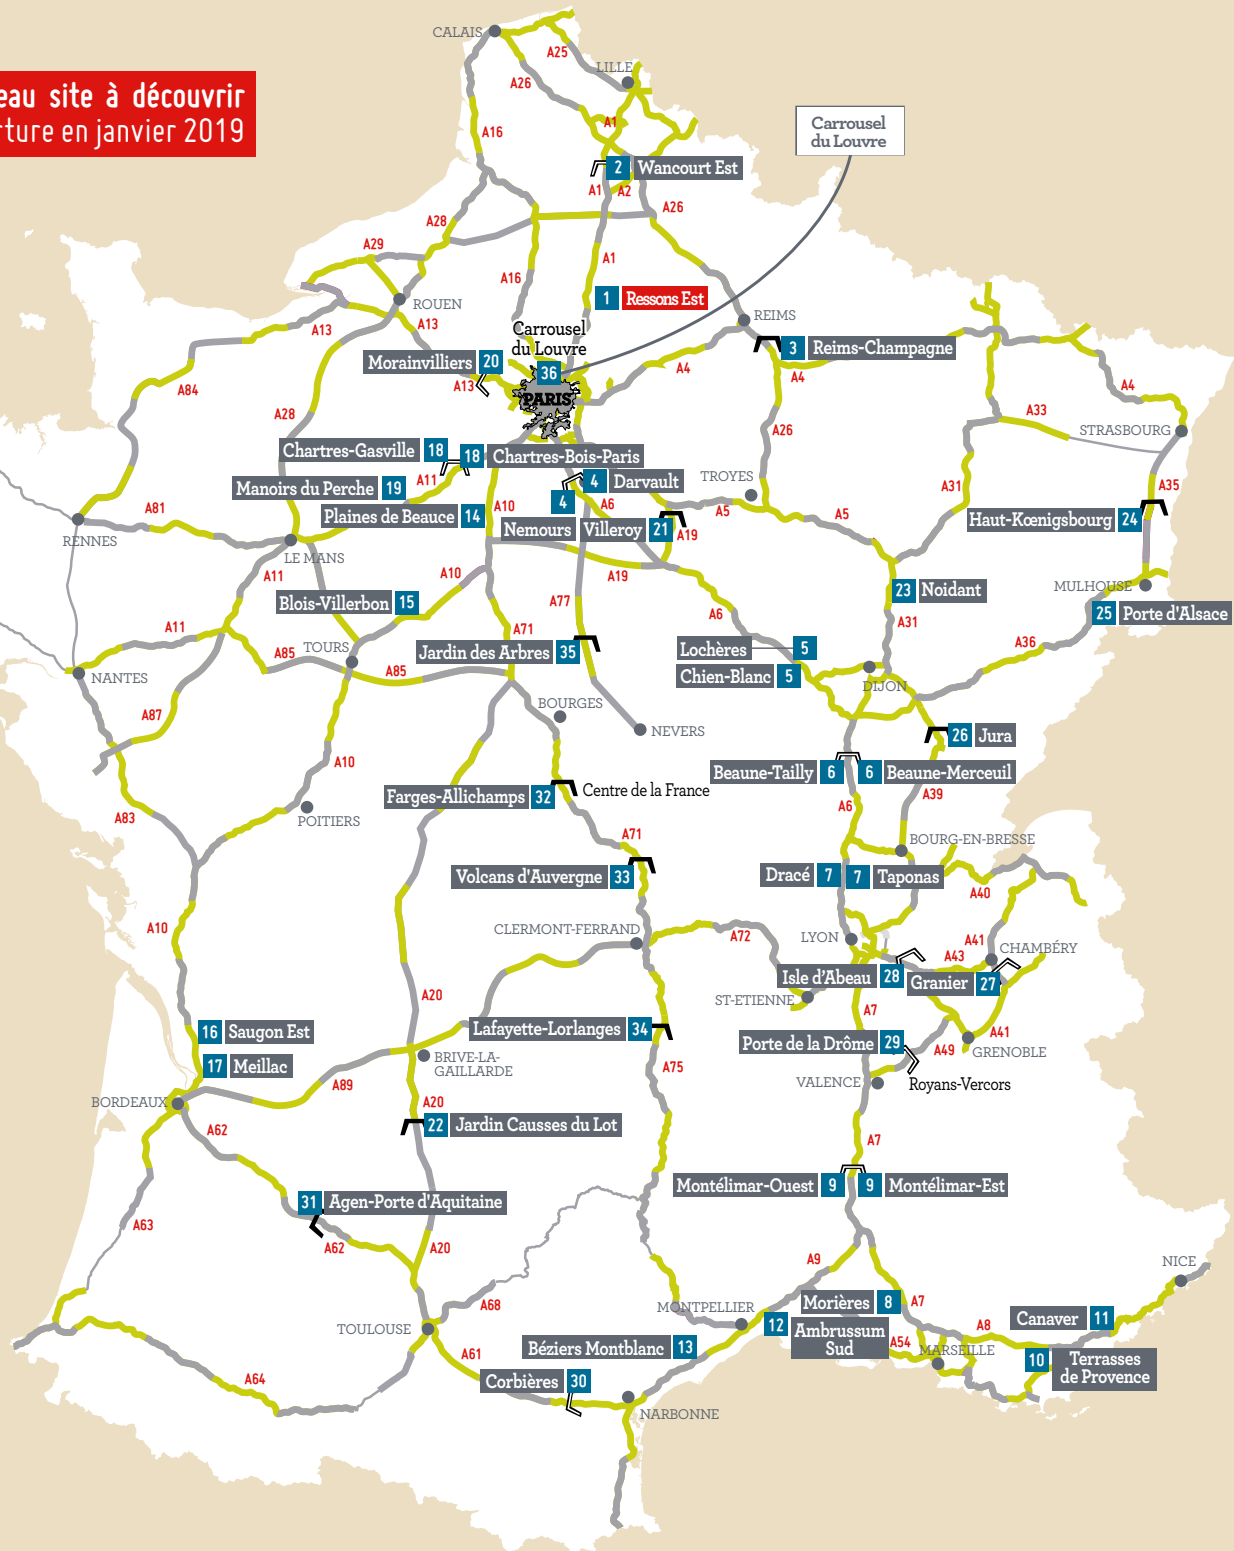 CALAIS
A25
LILLE
A26
eau site à découvrir
rture en janvier 2019
A16
A1
Carrousel
du Louvre
2 Wancourt Est
A1
A2
A26
A28
A29
A1
A16
1 Ressons Est
ROUEN
A13
A13
REIMS
Carrousel
du Louvre
3 Reims-Champagne
Morainvilliers 20
36
A4
A4
A13
A84
PARIS
A4
A28
A33
A26
STRASBOURG
Chartres-Gasville 18
18 Chartres-Bois-Paris
A11
4 Darvault
TROYES
Manoirs du Perche 19
A31
A35
4
A6
A10
A5
A5
A81
Plaines de Beauce 14
Haut-Kœnigsbourg 24
Nemours
Villeroy 21
A19
RENNES
LE MANS
A11
A10
A19
MULHOUSE
23 Noidant
Blois-Villerbon 15
A77
A6
25 Porte d'Alsace
A31
A11
A71
A36
TOURS
Jardin des Arbres 35
Lochères 5
A85
A85
Chien-Blanc 5
NANTES
DIJON
BOURGES
A87
NEVERS
26 Jura
A10
Beaune-Tailly 6
6 Beaune-Merceuil
Farges-Allichamps 32
Centre de la France
A39
A6
A83
POITIERS
A71
BOURG-EN-BRESSE
Volcans d'Auvergne 33
Dracé 7
7 Taponas
A40
A10
CLERMONT-FERRAND
A72
LYON
A41
CHAMBÉRY
A43
Isle d'Abeau 28
Granier 27
A20
ST-ETIENNE
A7
16 Saugon Est
Lafayette-Lorlanges 34
A41
Porte de la Drôme 29
A49
GRENOBLE
17 Meillac
BRIVE-LA-
GAILLARDE
A75
A89
VALENCE
Royans-Vercors
BORDEAUX
A20
A62
22 Jardin Causses du Lot
A7
Montélimar-Ouest 9
9 Montélimar-Est
31 Agen-Porte d'Aquitaine
A63
A62
A20
A9
NICE
A68
MONTPELLIER
Morières 8
A7
Canaver 11
TOULOUSE
12 Ambrussum
Sud
A8
A54
MARSEILLE
Béziers Montblanc 13
A61
10 Terrasses
de Provence
A64
Corbières 30
NARBONNE